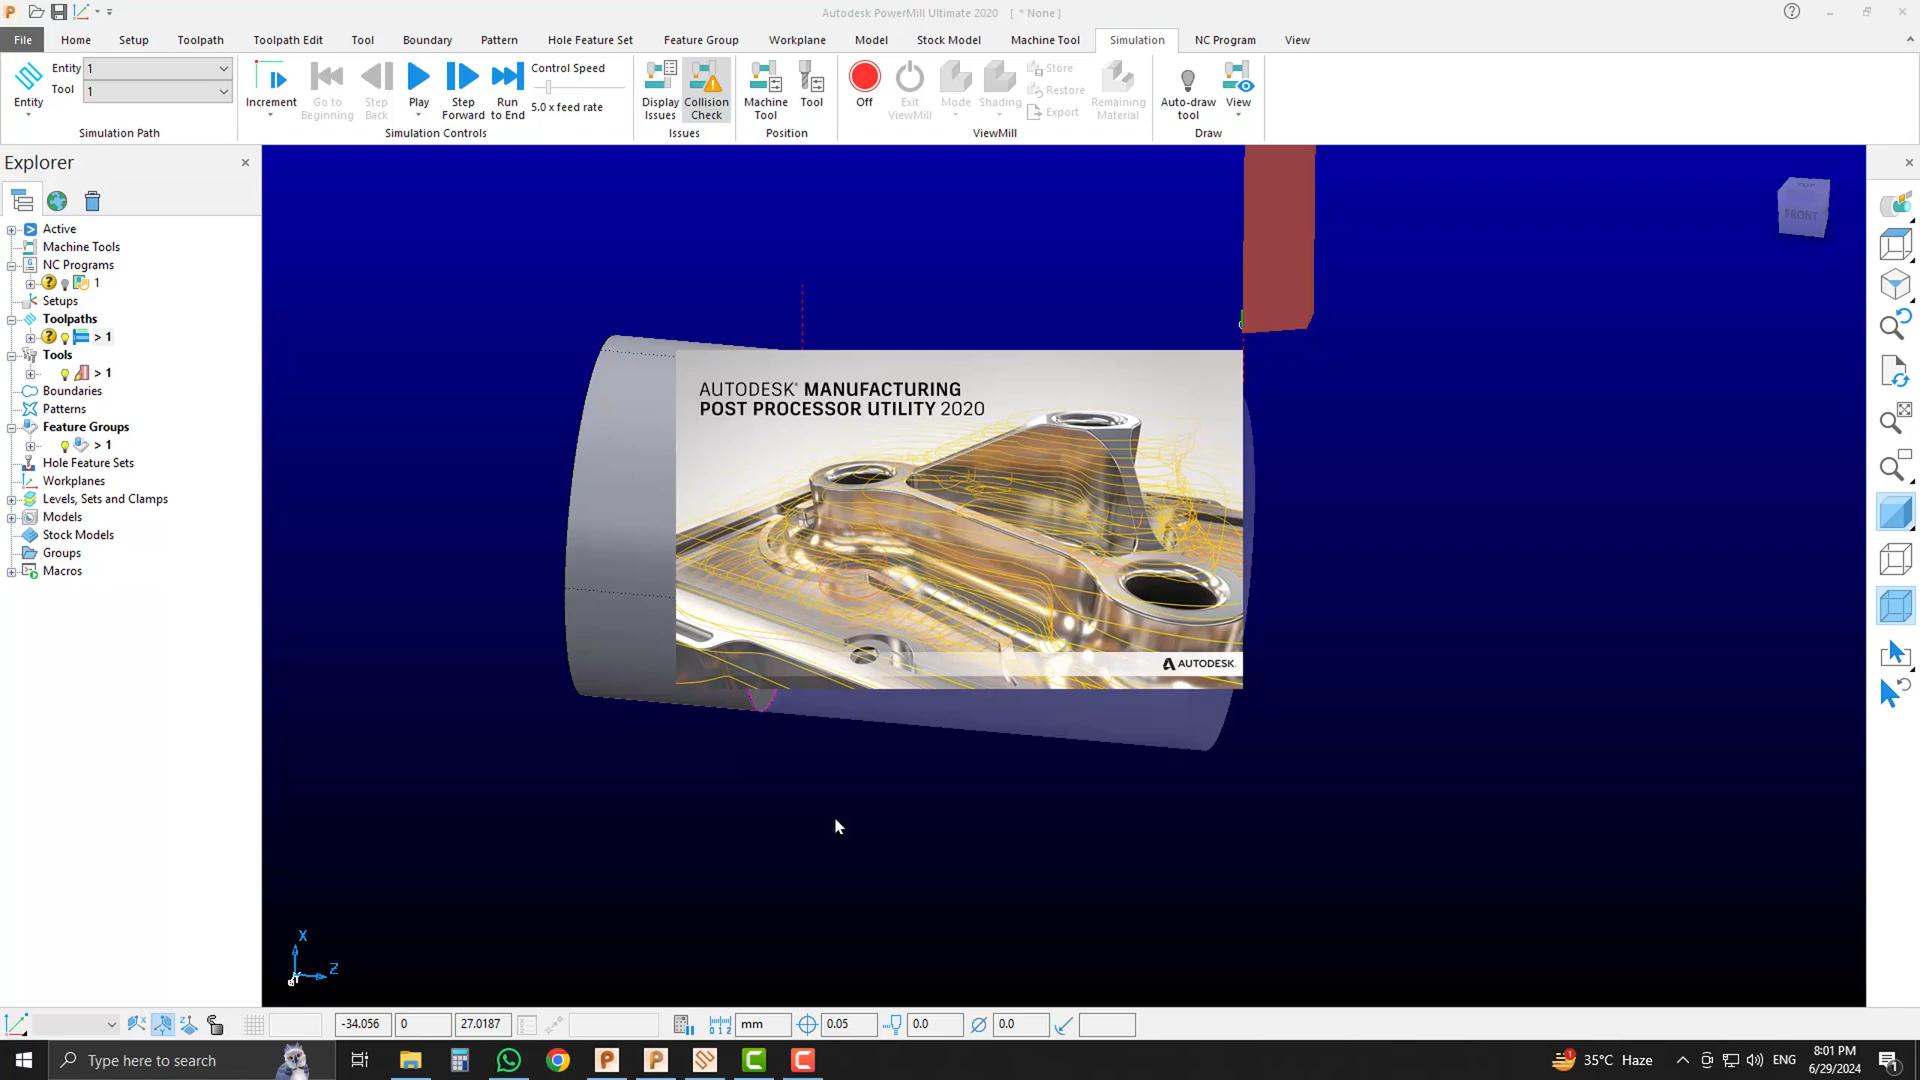 Autodesk PowerMill Ultimate 2020 [ * None ]
File Home Setup Toolpath Toolpath Edit Tool Boundary Pattern Hole Feature Set Feature Group Workplane Model Stock Model Machine Tool Simulation NC Program View
Entity
Entity 1
Tool 1
Simulation Path
Increment
Go to Beginning
Step Back
Play
Step Forward
Run to End
Control Speed
5.0 x feed rate
Simulation Controls
Display Issues
Collision Check
Issues
Machine Tool
Tool
Position
Off
Exit ViewMill
Mode
Shading
Store
Restore
Export
Remaining Material
ViewMill
Auto-draw tool
View
Draw
Explorer
Active
Machine Tools
NC Programs
1
Setups
Toolpaths
> 1
Tools
> 1
Boundaries
Patterns
Feature Groups
> 1
Hole Feature Sets
Workplanes
Levels, Sets and Clamps
Models
Stock Models
Groups
Macros
TOP
FRONT
AUTODESK® MANUFACTURING
POST PROCESSOR UTILITY 2020
AUTODESK.
X
Z
-34.056 0 27.0187 mm 0.05 0.0 0.0
Type here to search
35°C Haze
ENG
8:01 PM
6/29/2024